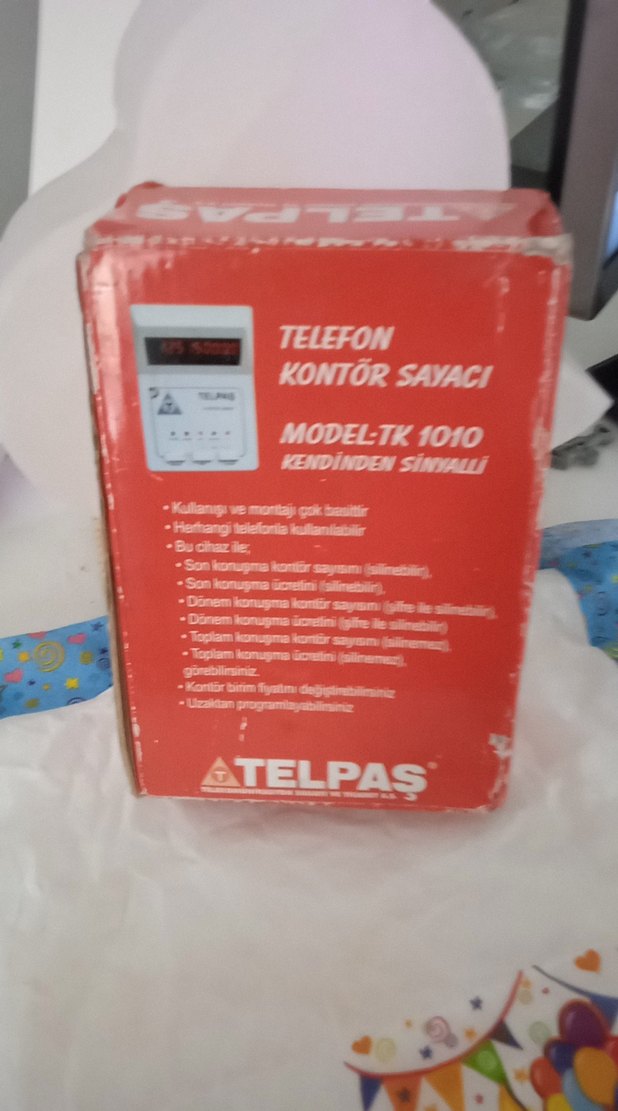 TELPAŞ
TELEFON
KONTÖR SAYACI
MODEL:TK 1010
KENDİNDEN SİNYALLİ
TELPAŞ
• Kullanışı ve montajı çok basittir
• Herhangi telefonla kullanılabilir
• Bu cihaz ile;
• Son konuşma kontör sayısını (silinebilir),
• Son konuşma ücretini (silinebilir),
• Dönem konuşma kontör sayısını (şifre ile silinebilir),
• Dönem konuşma ücretini (şifre ile silinebilir)
• Toplam konuşma kontör sayısını (silinemez),
• Toplam konuşma ücretini (silinemez),
görebilirsiniz.
• Kontör birim fiyatını değiştirebilirsiniz
• Uzaktan programlayabilirsiniz
T TELPAŞ®